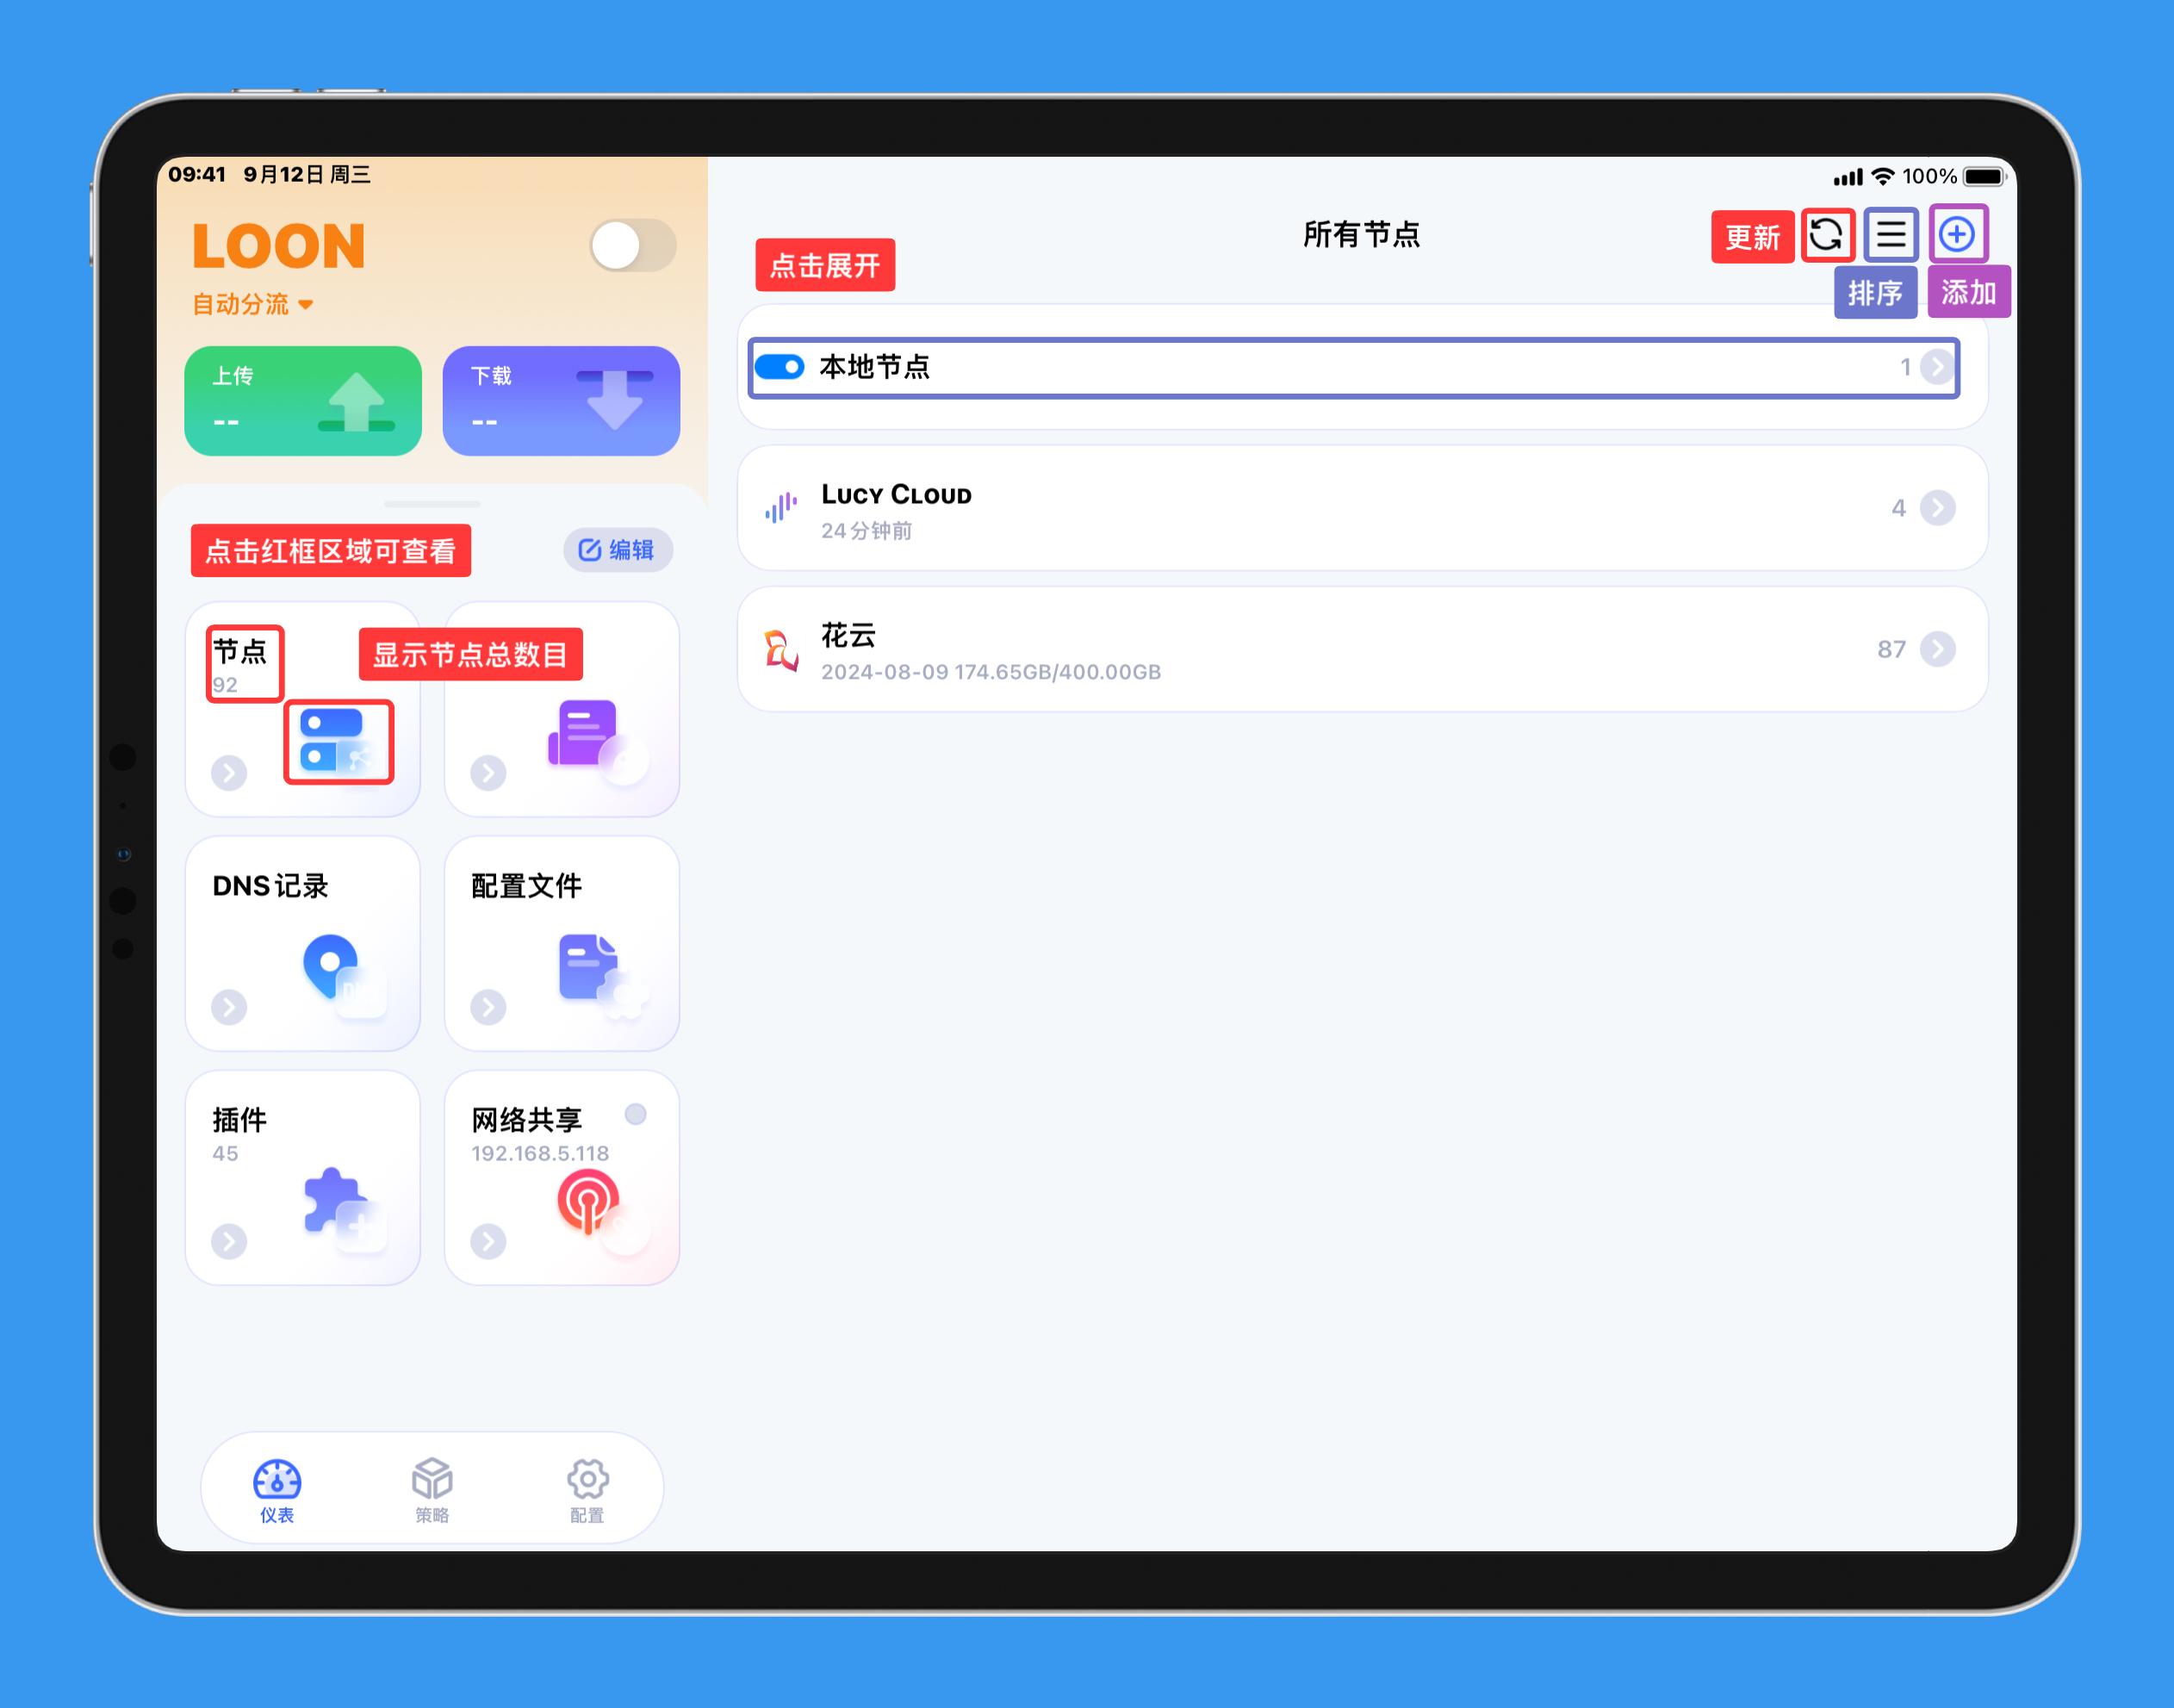 09:41 9月12日 周三
100%
LOON
自动分流
上传
--
下载
--
点击红框区域可查看
编辑
节点
92
显示节点总数目
DNS 记录
配置文件
插件
45
网络共享
192.168.5.118
仪表
策略
配置
所有节点
更新
排序
添加
点击展开
本地节点
1
Lucy Cloud
24 分钟前
4
花云
2024-08-09 174.65GB/400.00GB
87